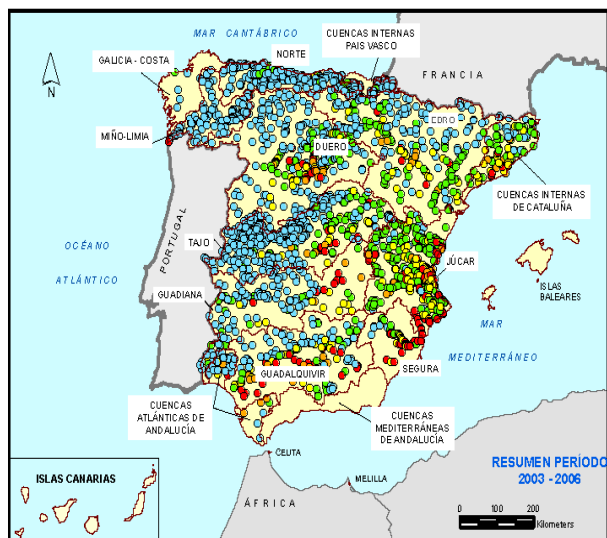 MAR CANTÁBRICO
CUENCAS INTERNAS
PAIS VASCO
NORTE
GALICIA - COSTA
FRANCIA
N
EBRO
MIÑO-LIMIA
DUERO
CUENCAS INTERNAS
DE CATALUÑA
PORTUGAL
OCÉANO
ATLÁNTICO
TAJO
JÚCAR
ISLAS
BALEARES
GUADIANA
MAR
MEDITERRÁNEO
GUADALQUIVIR
SEGURA
CUENCAS
ATLÁNTICAS DE
ANDALUCÍA
CUENCAS
MEDITERRÁNEAS
DE ANDALUCÍA
CEUTA
ISLAS CANARIAS
RESUMEN PERÍODO
2003 - 2006
MELILLA
ÁFRICA
0 100 200
Kilometers